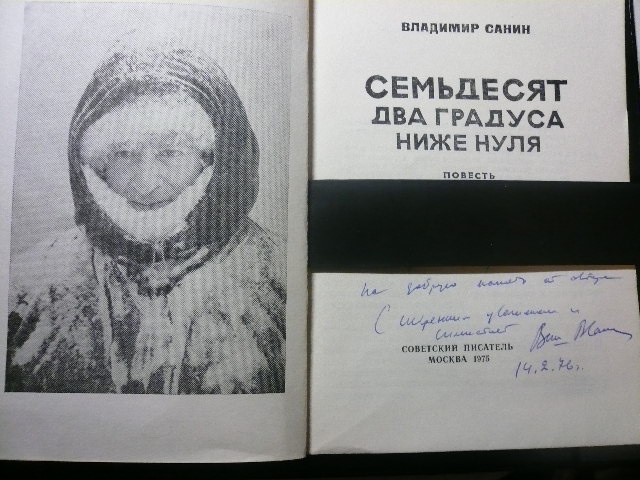 ВЛАДИМИР САНИН
СЕМЬДЕСЯТ
ДВА ГРАДУСА
НИЖЕ НУЛЯ
ПОВЕСТЬ
На добрую память от автора
С искренним уважением и
симпатией
СОВЕТСКИЙ ПИСАТЕЛЬ
МОСКВА 1975
14.2.76г.